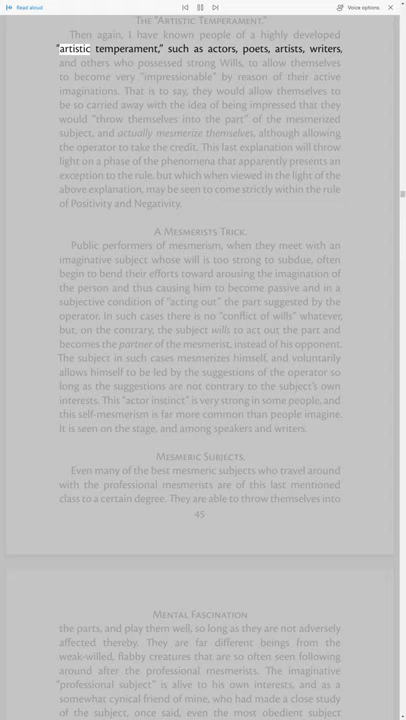 Read aloud
Voice options
The "Artistic Temperament."
Then again, I have known people of a highly developed
"artistic temperament," such as actors, poets, artists, writers,
and others who possessed strong Wills, to allow themselves
to become very "impressionable" by reason of their active
imaginations. That is to say, they would allow themselves to
be so carried away with the idea of being impressed that they
would "throw themselves into the part" of the mesmerized
subject, and actually mesmerize themselves, although allowing
the operator to take the credit. This last explanation will throw
light on a phase of the phenomena that apparently presents an
exception to the rule, but which when viewed in the light of the
above explanation, may be seen to come strictly within the rule
of Positivity and Negativity.
A Mesmerists Trick.
Public performers of mesmerism, when they meet with an
imaginative subject whose will is too strong to subdue, often
begin to bend their efforts toward arousing the imagination of
the person and thus causing him to become passive and in a
subjective condition of "acting out" the part suggested by the
operator. In such cases there is no "conflict of wills" whatever,
but, on the contrary, the subject wills to act out the part and
becomes the partner of the mesmerist, instead of his opponent.
The subject in such cases mesmerizes himself, and voluntarily
allows himself to be led by the suggestions of the operator so
long as the suggestions are not contrary to the subject's own
interests. This "actor instinct" is very strong in some people, and
this self-mesmerism is far more common than people imagine.
It is seen on the stage, and among speakers and writers.
Mesmeric Subjects.
Even many of the best mesmeric subjects who travel around
with the professional mesmerists are of this last mentioned
class to a certain degree. They are able to throw themselves into
45
Mental Fascination
the parts, and play them well, so long as they are not adversely
affected thereby. They are far different beings from the
weak-willed, flabby creatures that are so often seen following
around after the professional mesmerists. The imaginative
"professional subject" is alive to his own interests, and as a
somewhat cynical friend of mine, who had made a close study
of the subject, once said, even the most obedient subject